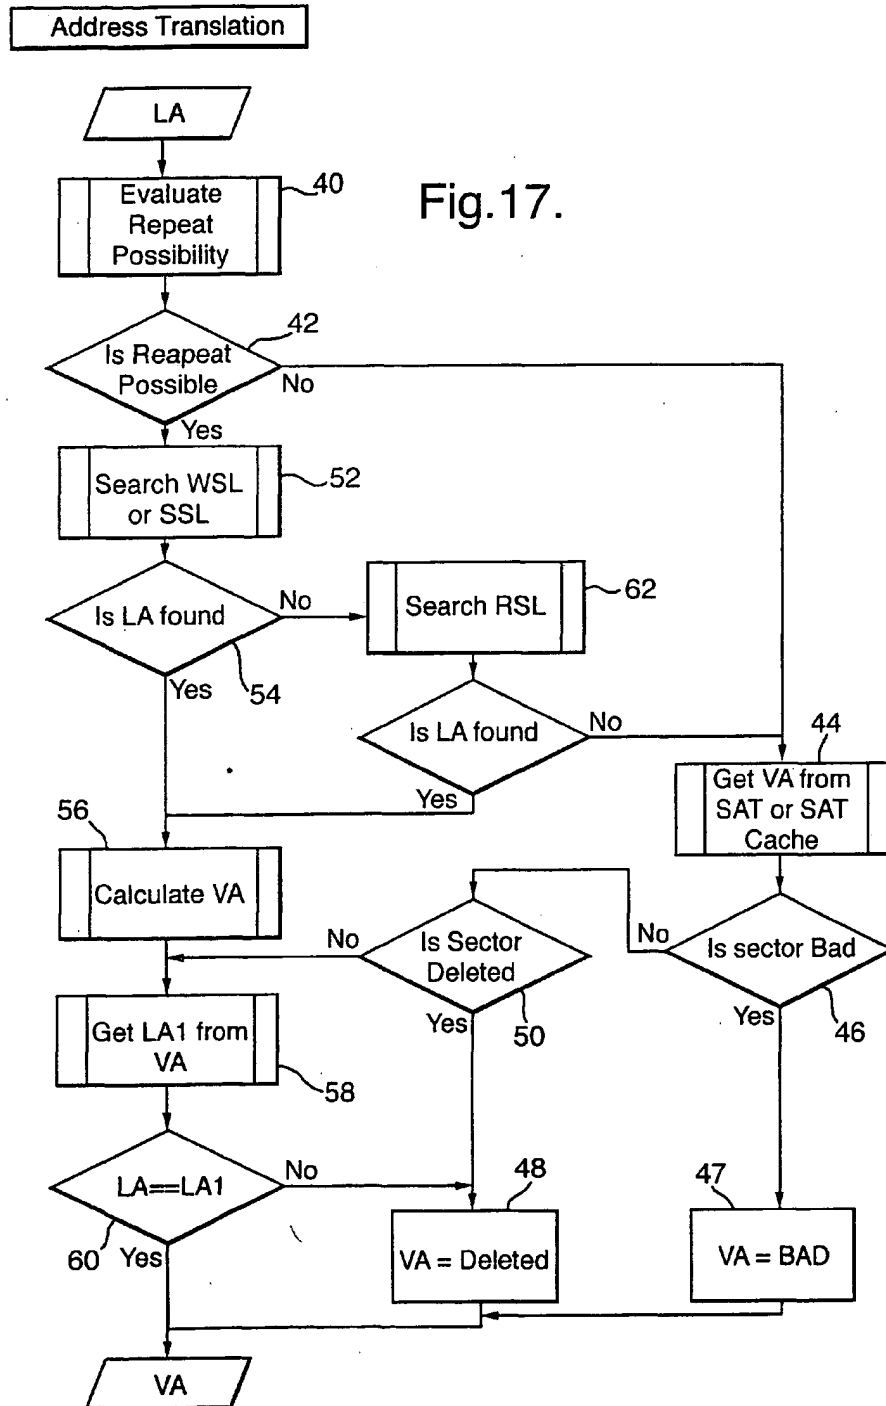 Address Translation
LA
Evaluate
Repeat
Possibility
40
Fig.17.
Is Reapeat
Possible
42
No
Yes
Search WSL
or SSL
52
Is LA found
No
54
Yes
Search RSL
62
Is LA found
No
Yes
44
Get VA from
SAT or SAT
Cache
56
Calculate VA
No
Is Sector
Deleted
50
Yes
No
Is sector Bad
46
Yes
Get LA1 from
VA
58
LA==LA1
No
60
Yes
48
VA = Deleted
47
VA = BAD
VA